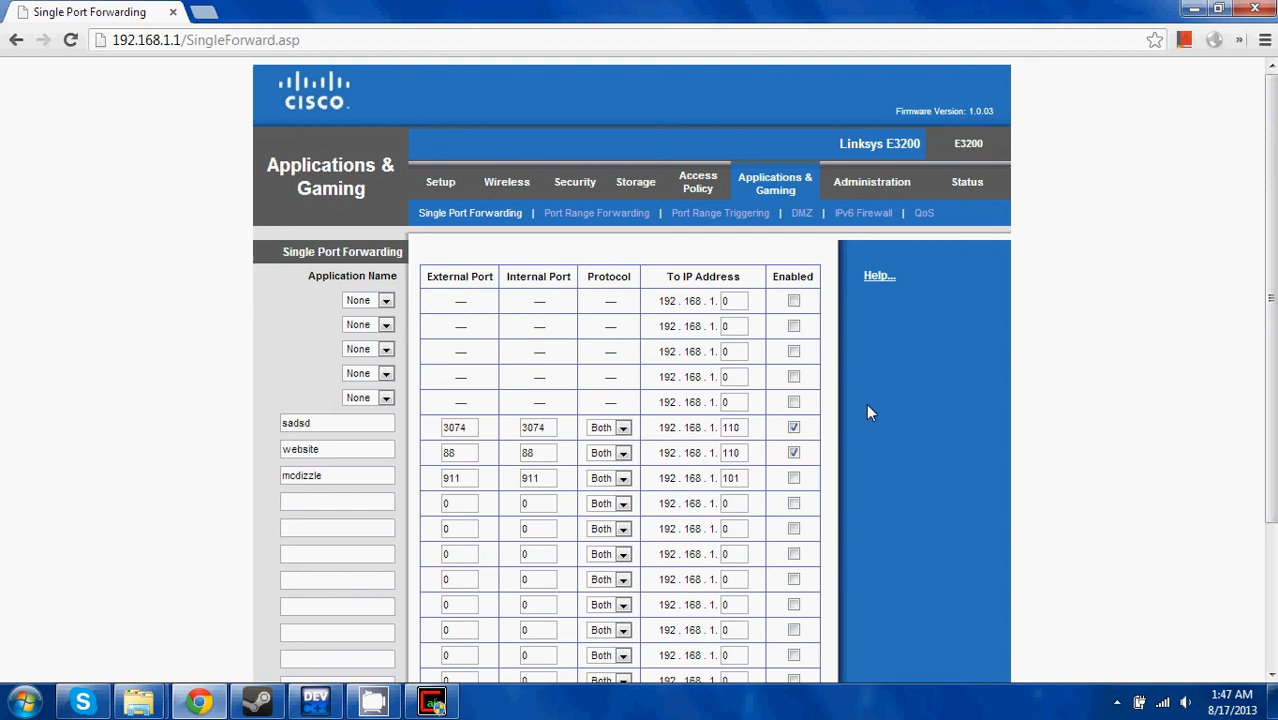 Single Port Forwarding
192.168.1.1/SingleForward.asp
CISCO.
Firmware Version: 1.0.03
Linksys E3200 E3200
Applications &
Gaming
Setup Wireless Security Storage Access Policy Applications & Gaming Administration Status
Single Port Forwarding | Port Range Forwarding | Port Range Triggering | DMZ | IPv6 Firewall | QoS
Single Port Forwarding
Application Name External Port Internal Port Protocol To IP Address Enabled
Help...
None — — — 192 . 168 . 1. 0
None — — — 192 . 168 . 1. 0
None — — — 192 . 168 . 1. 0
None — — — 192 . 168 . 1. 0
None — — — 192 . 168 . 1. 0
sadsd 3074 3074 Both 192 . 168 . 1. 110
website 88 88 Both 192 . 168 . 1. 110
mcdizzle 911 911 Both 192 . 168 . 1. 101
0 0 Both 192 . 168 . 1. 0
0 0 Both 192 . 168 . 1. 0
0 0 Both 192 . 168 . 1. 0
0 0 Both 192 . 168 . 1. 0
0 0 Both 192 . 168 . 1. 0
0 0 Both 192 . 168 . 1. 0
0 0 Both 192 . 168 . 1. 0
0 0 Both 192 . 168 . 1. 0
DEV
1:47 AM
8/17/2013